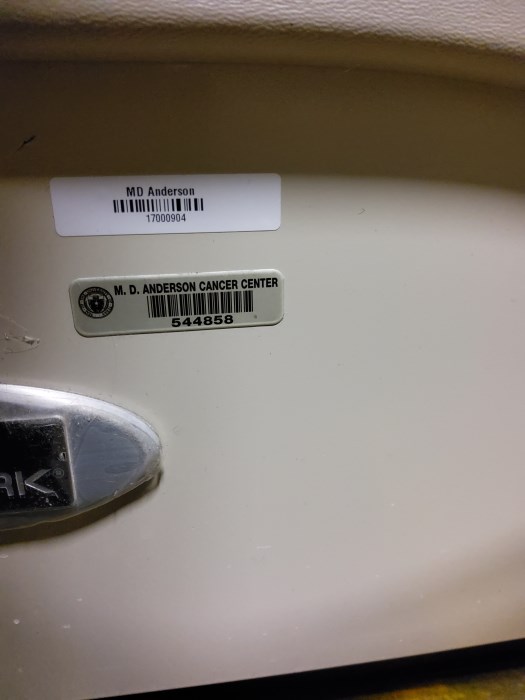 MD Anderson
17000904
M. D. ANDERSON CANCER CENTER
544858
RK®